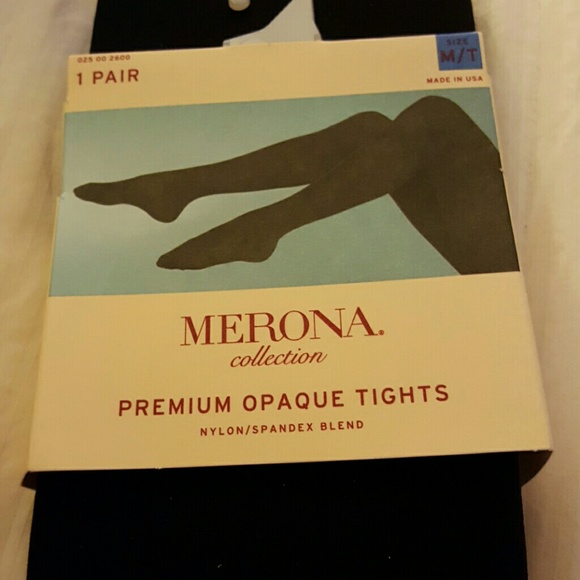 025 00 2600
1 PAIR
SIZE
M/T
MADE IN USA
MERONA®
collection
PREMIUM OPAQUE TIGHTS
NYLON/SPANDEX BLEND